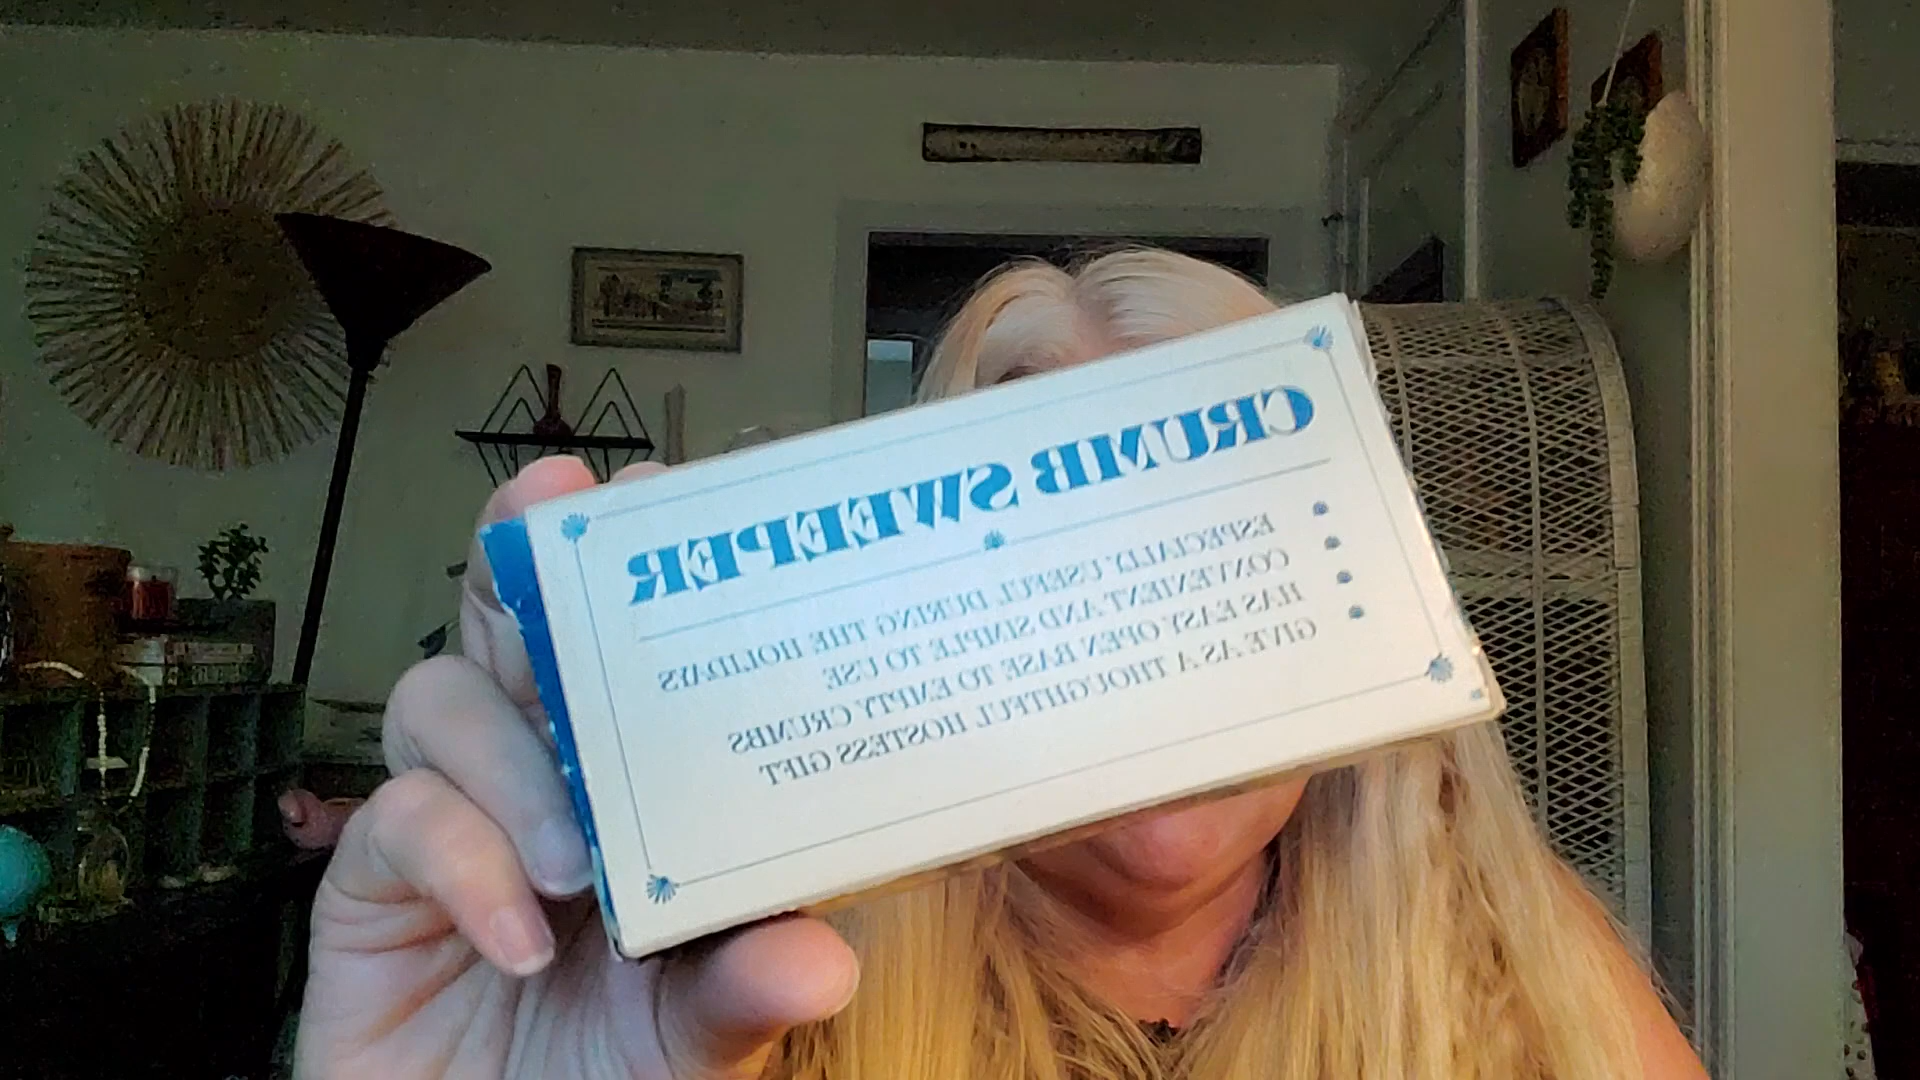 CRUMB SWEEPER
• ESPECIALLY USEFUL DURING THE HOLIDAYS
• CONVENIENT AND SIMPLE TO USE
• HAS EASY OPEN BASE TO EMPTY CRUMBS
• GIVE AS A THOUGHTFUL HOSTESS GIFT